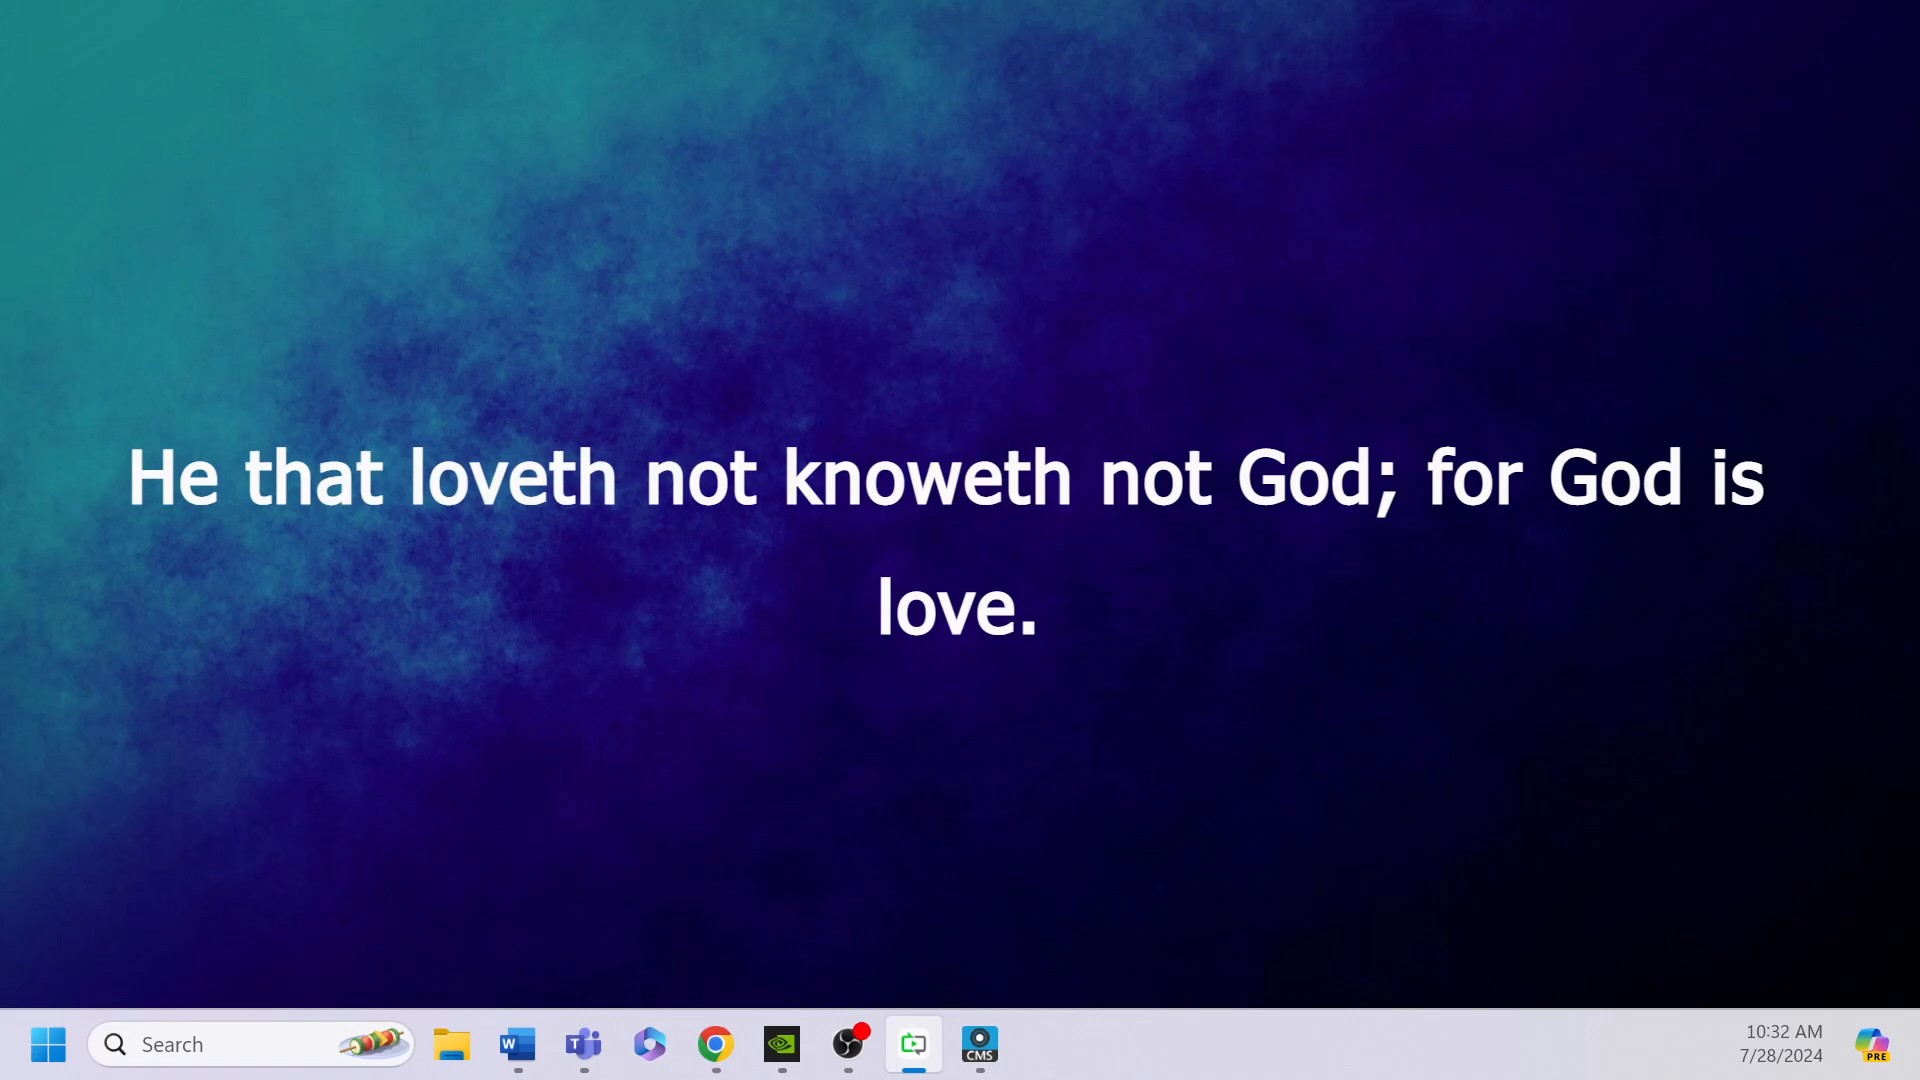 He that loveth not knoweth not God; for God is
love.
Search
W
T
CMS
10:32 AM
7/28/2024
PRE